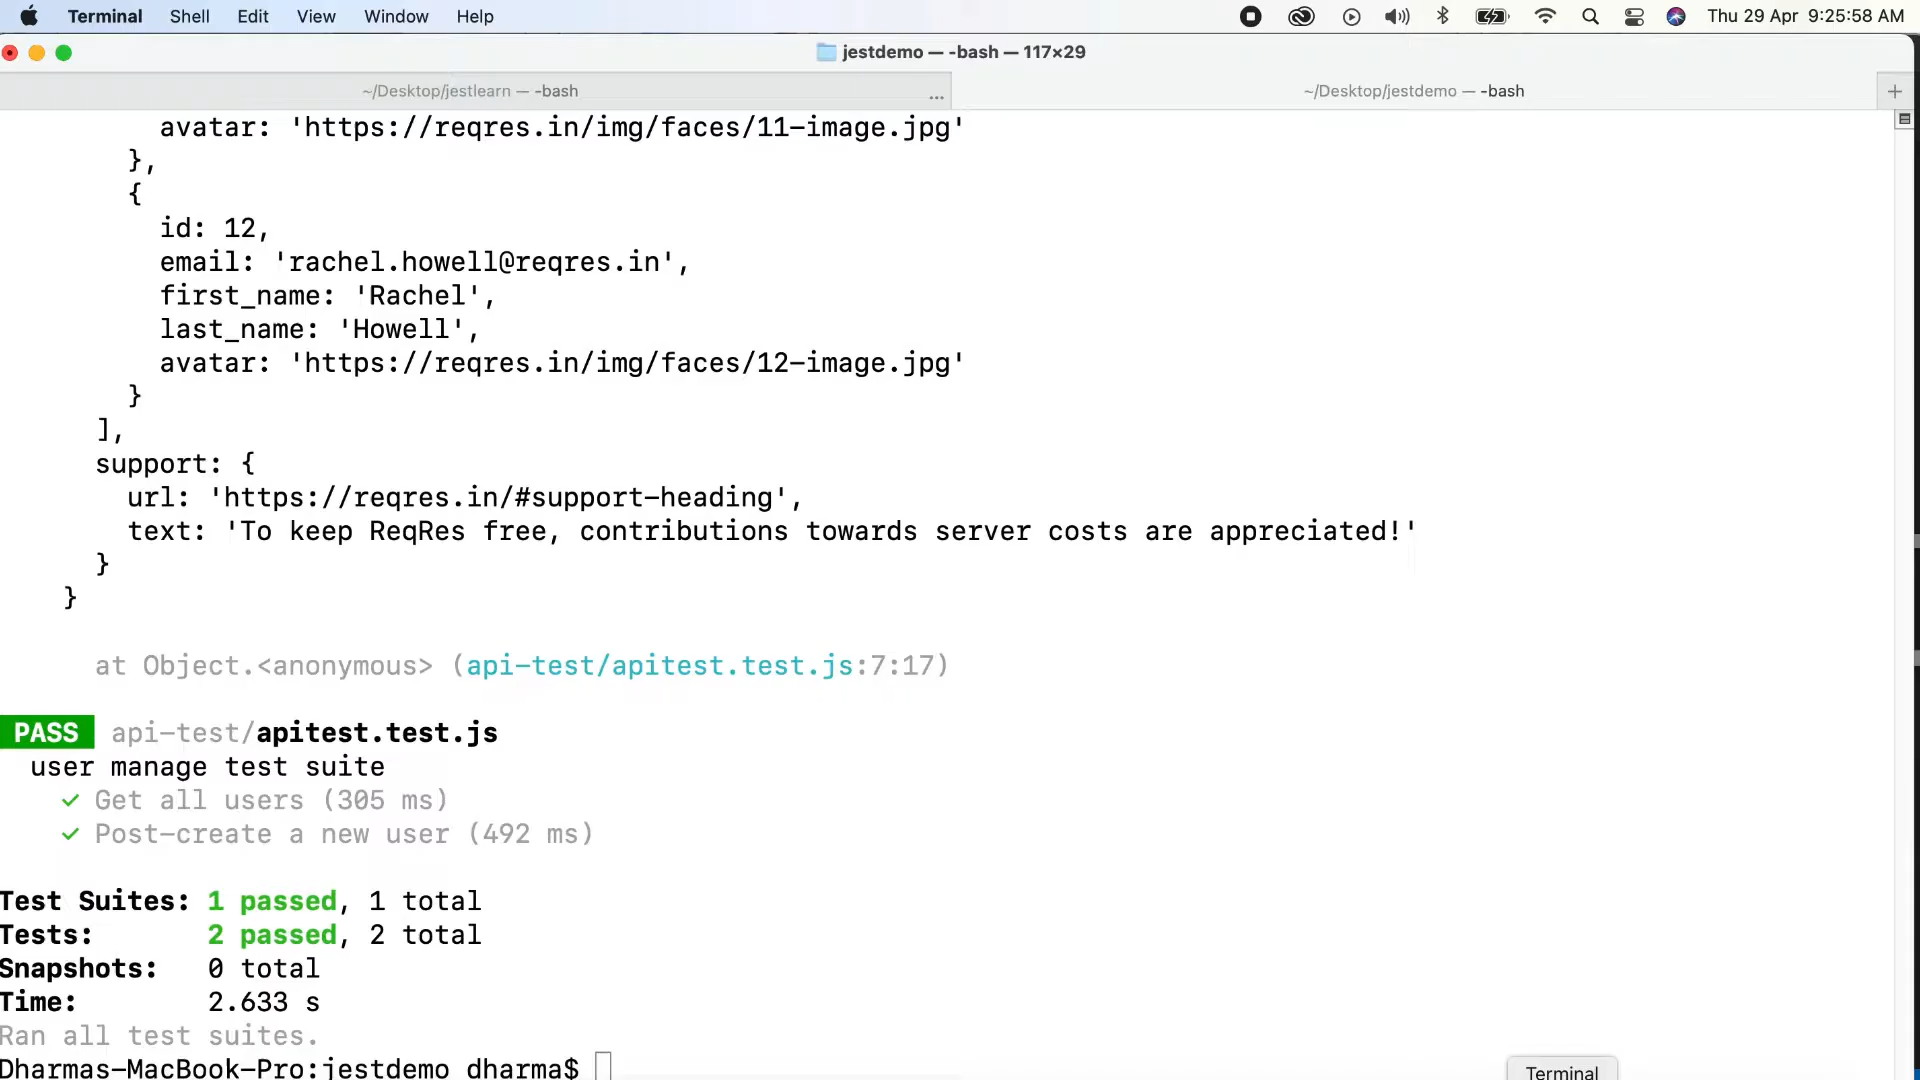 Terminal Shell Edit View Window Help Thu 29 Apr 9:25:58 AM
jestdemo — -bash — 117×29
~/Desktop/jestlearn — -bash ... ~/Desktop/jestdemo — -bash +
avatar: 'https://reqres.in/img/faces/11-image.jpg'
},
{
id: 12,
email: 'rachel.howell@reqres.in',
first_name: 'Rachel',
last_name: 'Howell',
avatar: 'https://reqres.in/img/faces/12-image.jpg'
}
],
support: {
url: 'https://reqres.in/#support-heading',
text: 'To keep ReqRes free, contributions towards server costs are appreciated!'
}
}
at Object.<anonymous> (api-test/apitest.test.js:7:17)
PASS api-test/apitest.test.js
user manage test suite
✓ Get all users (305 ms)
✓ Post-create a new user (492 ms)
Test Suites: 1 passed, 1 total
Tests: 2 passed, 2 total
Snapshots: 0 total
Time: 2.633 s
Ran all test suites.
Dharmas-MacBook-Pro:jestdemo dharma$
Terminal